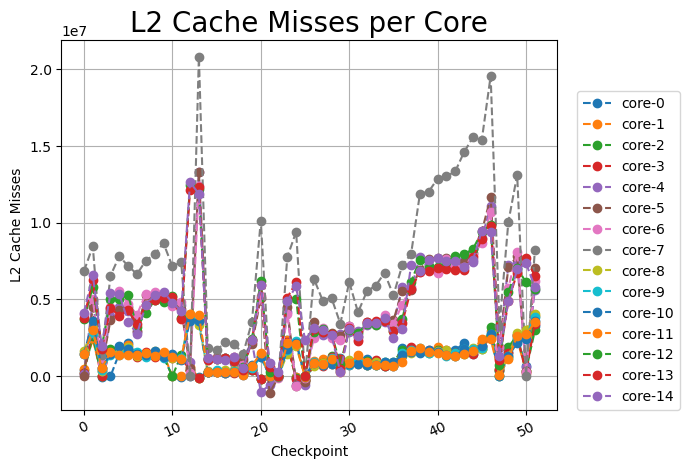 L2 Cache Misses per Core
1e7
2.0
1.5
1.0
0.5
0.0
L2 Cache Misses
0
10
20
30
40
50
Checkpoint
core-0
core-1
core-2
core-3
core-4
core-5
core-6
core-7
core-8
core-9
core-10
core-11
core-12
core-13
core-14